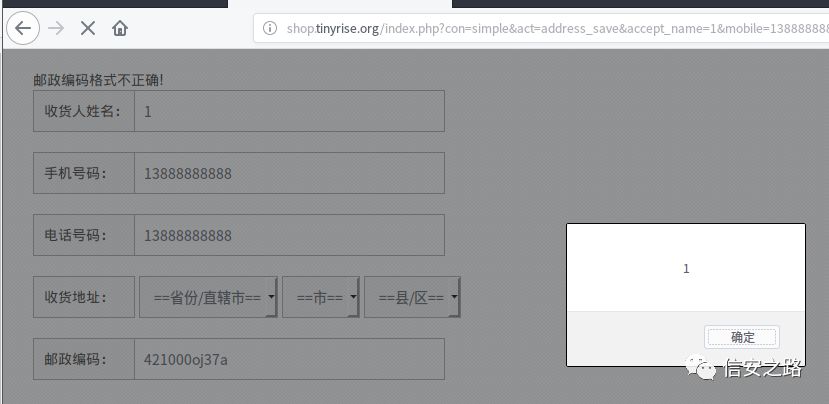 shop.tinyrise.org/index.php?con=simple&act=address_save&accept_name=1&mobile=13888888
邮政编码格式不正确!
收货人姓名: 1
手机号码: 13888888888
电话号码: 13888888888
收货地址: ==省份/直辖市== ==市== ==县/区==
邮政编码: 421000oj37a
1
确定
信安之路